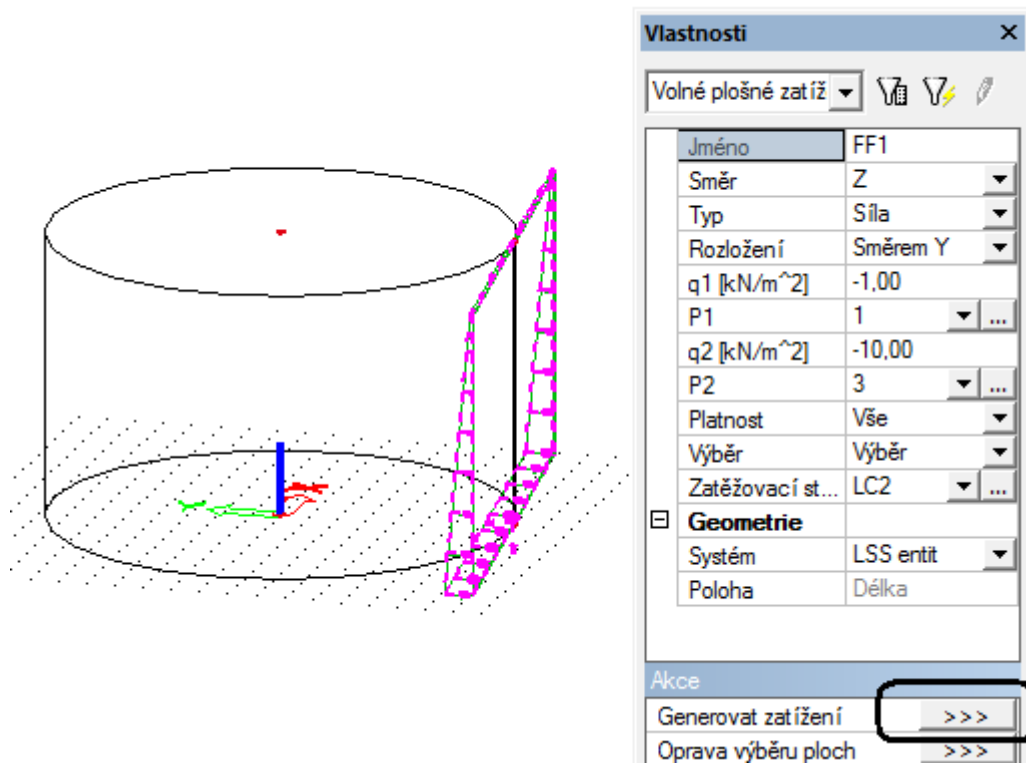 Vlastnosti
Volné plošné zatíž
Jméno FF1
Směr Z
Typ Síla
Rozložení Směrem Y
q1 [kN/m^2] -1,00
P1 1 ...
q2 [kN/m^2] -10,00
P2 3 ...
Platnost Vše
Výběr Výběr
Zatěžovací st... LC2 ...
Geometrie
Systém LSS entit
Poloha Délka
Akce
Generovat zatížení >>>
Oprava výběru ploch >>>